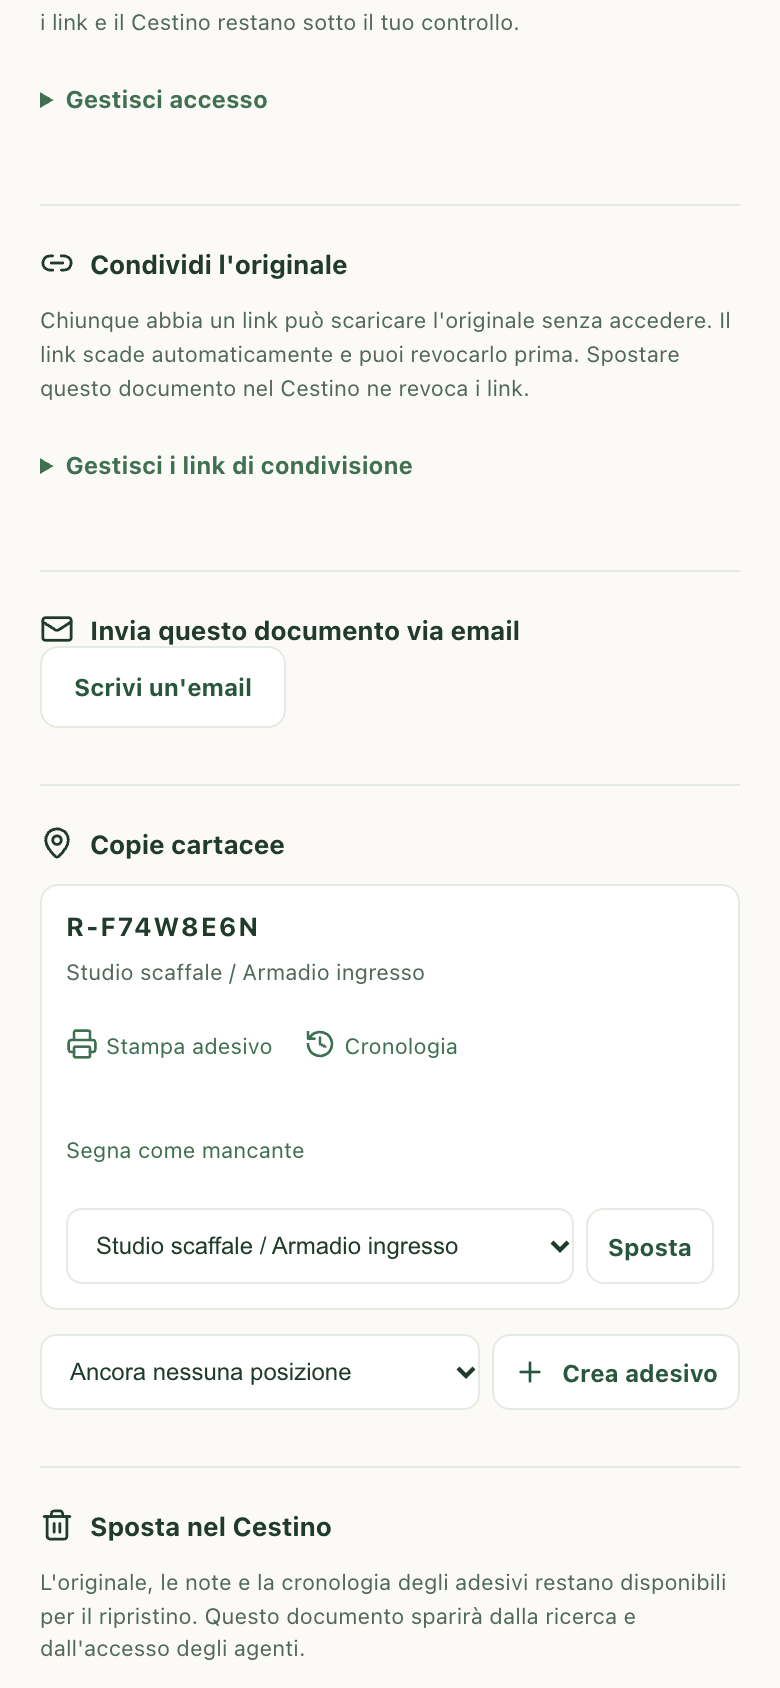 i link e il Cestino restano sotto il tuo controllo.
Gestisci accesso
Condividi l'originale
Chiunque abbia un link può scaricare l'originale senza accedere. Il
link scade automaticamente e puoi revocarlo prima. Spostare
questo documento nel Cestino ne revoca i link.
Gestisci i link di condivisione
Invia questo documento via email
Scrivi un'email
Copie cartacee
R-F74W8E6N
Studio scaffale / Armadio ingresso
Stampa adesivo Cronologia
Segna come mancante
Studio scaffale / Armadio ingresso Sposta
Ancora nessuna posizione Crea adesivo
Sposta nel Cestino
L'originale, le note e la cronologia degli adesivi restano disponibili
per il ripristino. Questo documento sparirà dalla ricerca e
dall'accesso degli agenti.